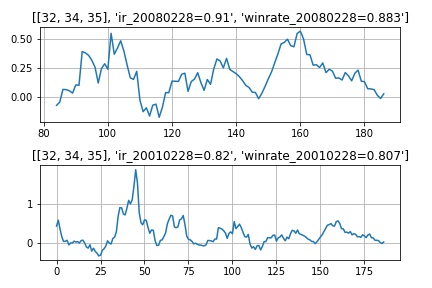 [[32, 34, 35], 'ir_20080228=0.91', 'winrate_20080228=0.883']
0.50
0.25
0.00
80 100 120 140 160 180
[[32, 34, 35], 'ir_20010228=0.82', 'winrate_20010228=0.807']
1
0
0 25 50 75 100 125 150 175